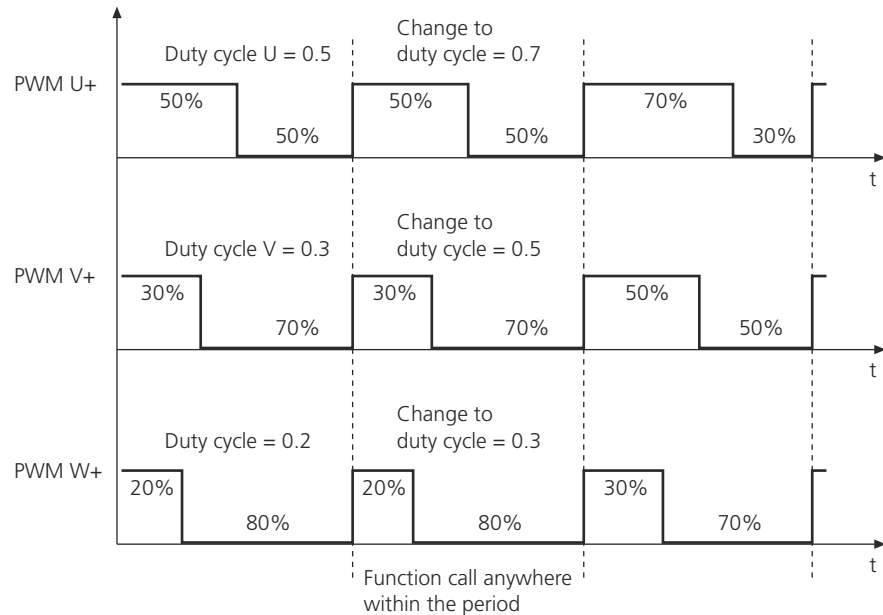 Duty cycle U = 0.5
Change to
duty cycle = 0.7
PWM U+
50%
50%
50%
50%
70%
30%
t
Duty cycle V = 0.3
Change to
duty cycle = 0.5
PWM V+
30%
70%
30%
70%
50%
50%
t
Duty cycle = 0.2
Change to
duty cycle = 0.3
PWM W+
20%
80%
20%
80%
30%
70%
t
Function call anywhere
within the period